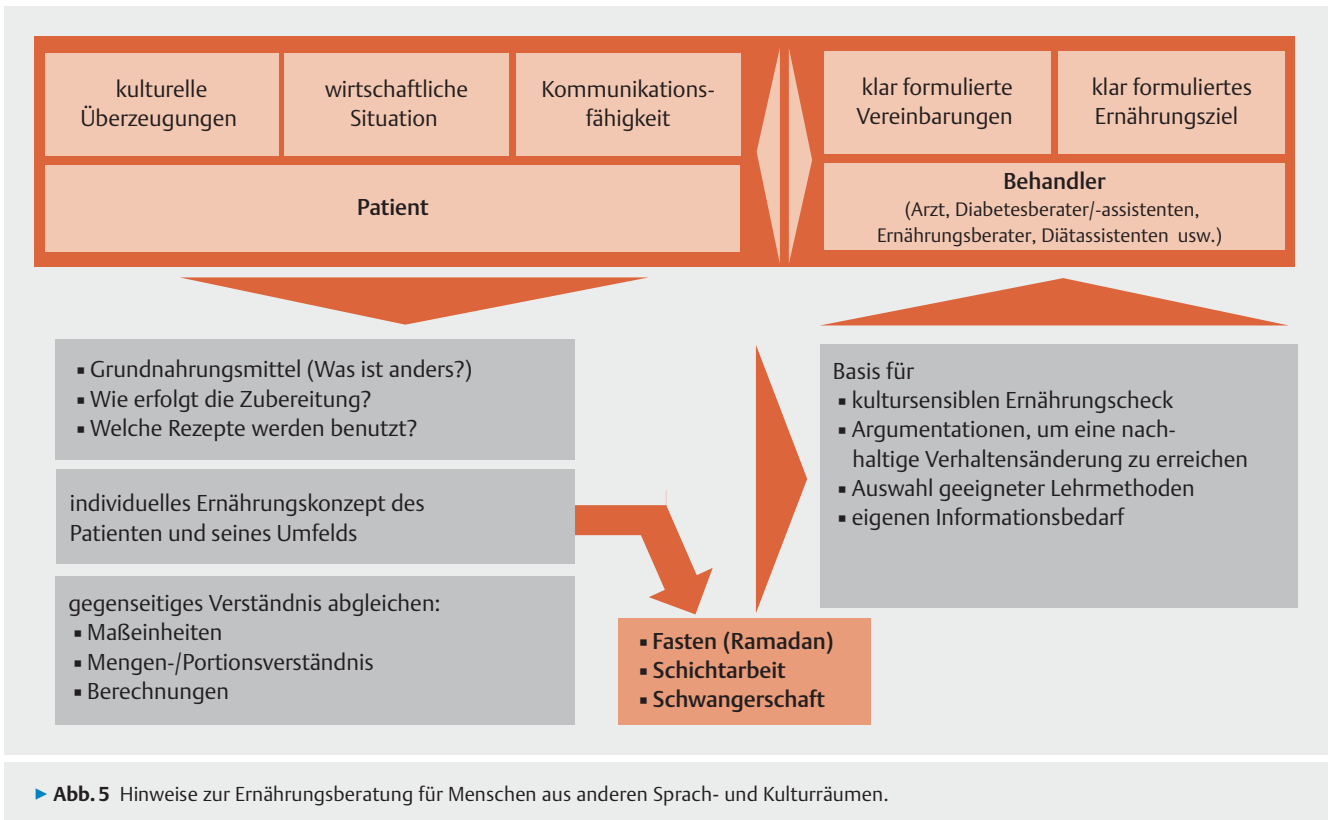 kulturelle
Überzeugungen
wirtschaftliche
Situation
Kommunikations-
fähigkeit
Patient
klar formulierte
Vereinbarungen
klar formuliertes
Ernährungsziel
Behandler
(Arzt, Diabetesberater/-assistenten,
Ernährungsberater, Diätassistenten usw.)
▪ Grundnahrungsmittel (Was ist anders?)
▪ Wie erfolgt die Zubereitung?
▪ Welche Rezepte werden benutzt?
individuelles Ernährungskonzept des
Patienten und seines Umfelds
gegenseitiges Verständnis abgleichen:
▪ Maßeinheiten
▪ Mengen-/Portionsverständnis
▪ Berechnungen
▪ Fasten (Ramadan)
▪ Schichtarbeit
▪ Schwangerschaft
Basis für
▪ kultursensiblen Ernährungscheck
▪ Argumentationen, um eine nach-
haltige Verhaltensänderung zu erreichen
▪ Auswahl geeigneter Lehrmethoden
▪ eigenen Informationsbedarf
▶ Abb. 5 Hinweise zur Ernährungsberatung für Menschen aus anderen Sprach- und Kulturräumen.